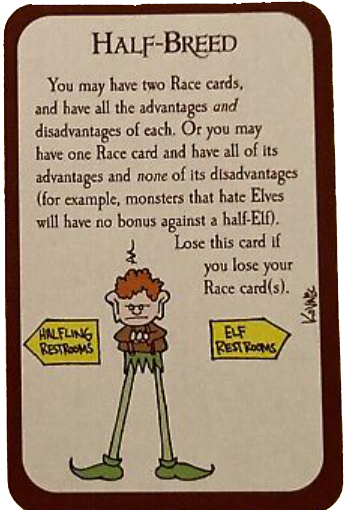 HALF-BREED
You may have two Race cards,
and have all the advantages and
disadvantages of each. Or you may
have one Race card and have all of its
advantages and none of its disadvantages
(for example, monsters that hate Elves
will have no bonus against a half-Elf).
Lose this card if
you lose your
Race card(s).
HALFLING
RESTROOMS
ELF
RESTROOMS
Kovalic